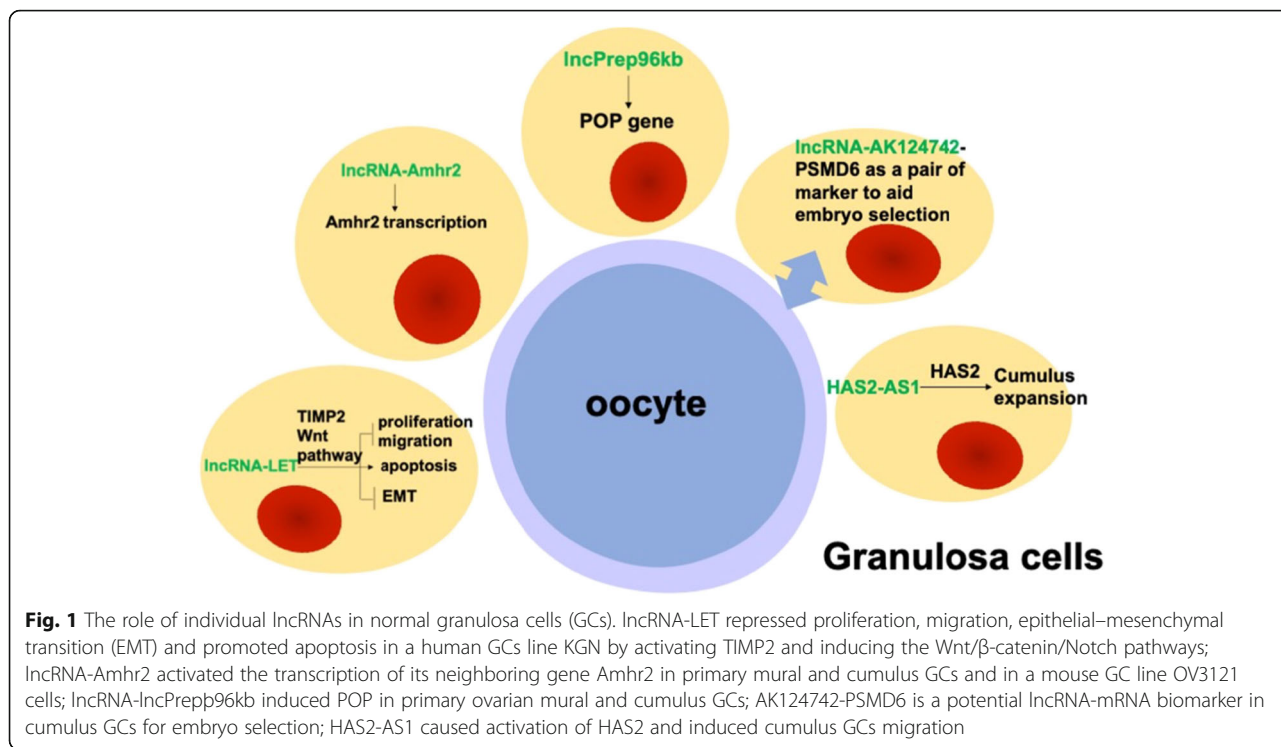 lncPrep96kb
POP gene
lncRNA-Amhr2
Amhr2 transcription
lncRNA-AK124742-
PSMD6 as a pair of
marker to aid
embryo selection
HAS2-AS1
HAS2
Cumulus
expansion
TIMP2
Wnt
pathway
lncRNA-LET
proliferation
migration
apoptosis
EMT
oocyte
Granulosa cells
Fig. 1 The role of individual lncRNAs in normal granulosa cells (GCs). lncRNA-LET repressed proliferation, migration, epithelial–mesenchymal
transition (EMT) and promoted apoptosis in a human GCs line KGN by activating TIMP2 and inducing the Wnt/β-catenin/Notch pathways;
lncRNA-Amhr2 activated the transcription of its neighboring gene Amhr2 in primary mural and cumulus GCs and in a mouse GC line OV3121
cells; lncRNA-lncPrepþ96kb induced POP in primary ovarian mural and cumulus GCs; AK124742-PSMD6 is a potential lncRNA-mRNA biomarker in
cumulus GCs for embryo selection; HAS2-AS1 caused activation of HAS2 and induced cumulus GCs migration